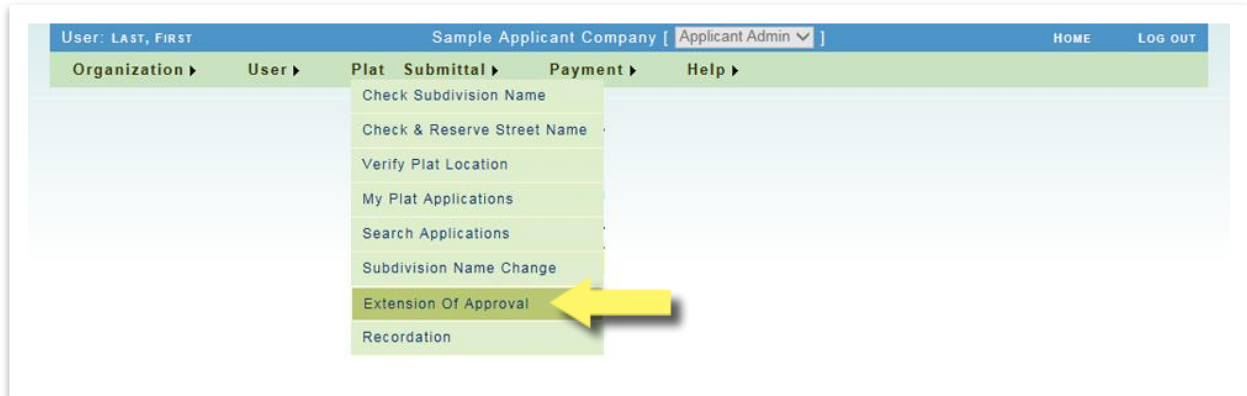 User: LAST, FIRST Sample Applicant Company [ Applicant Admin ] HOME LOG OUT
Organization User Plat Submittal Payment Help
Check Subdivision Name
Check & Reserve Street Name
Verify Plat Location
My Plat Applications
Search Applications
Subdivision Name Change
Extension Of Approval
Recordation